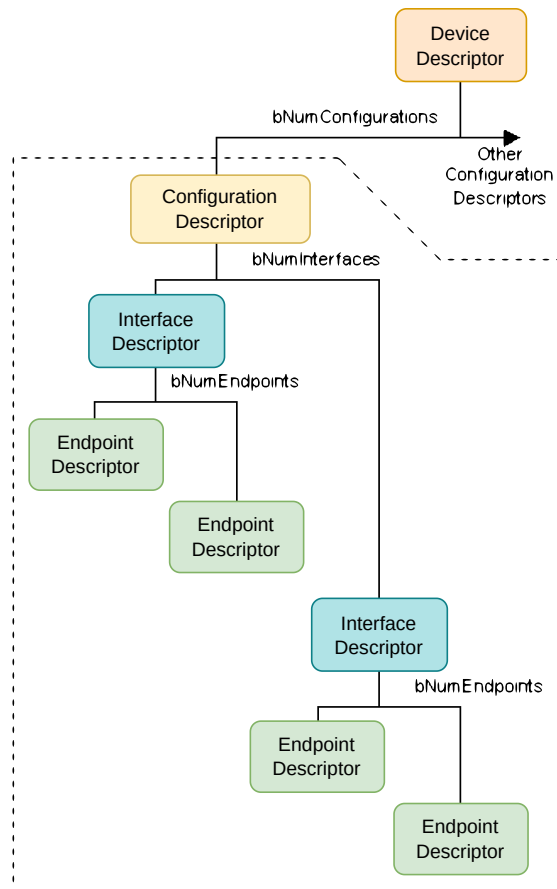 Device
Descriptor
bNumConfigurations
Other
Configuration
Descriptors
Configuration
Descriptor
bNumInterfaces
Interface
Descriptor
bNumEndpoints
Endpoint
Descriptor
Endpoint
Descriptor
Interface
Descriptor
bNumEndpoints
Endpoint
Descriptor
Endpoint
Descriptor